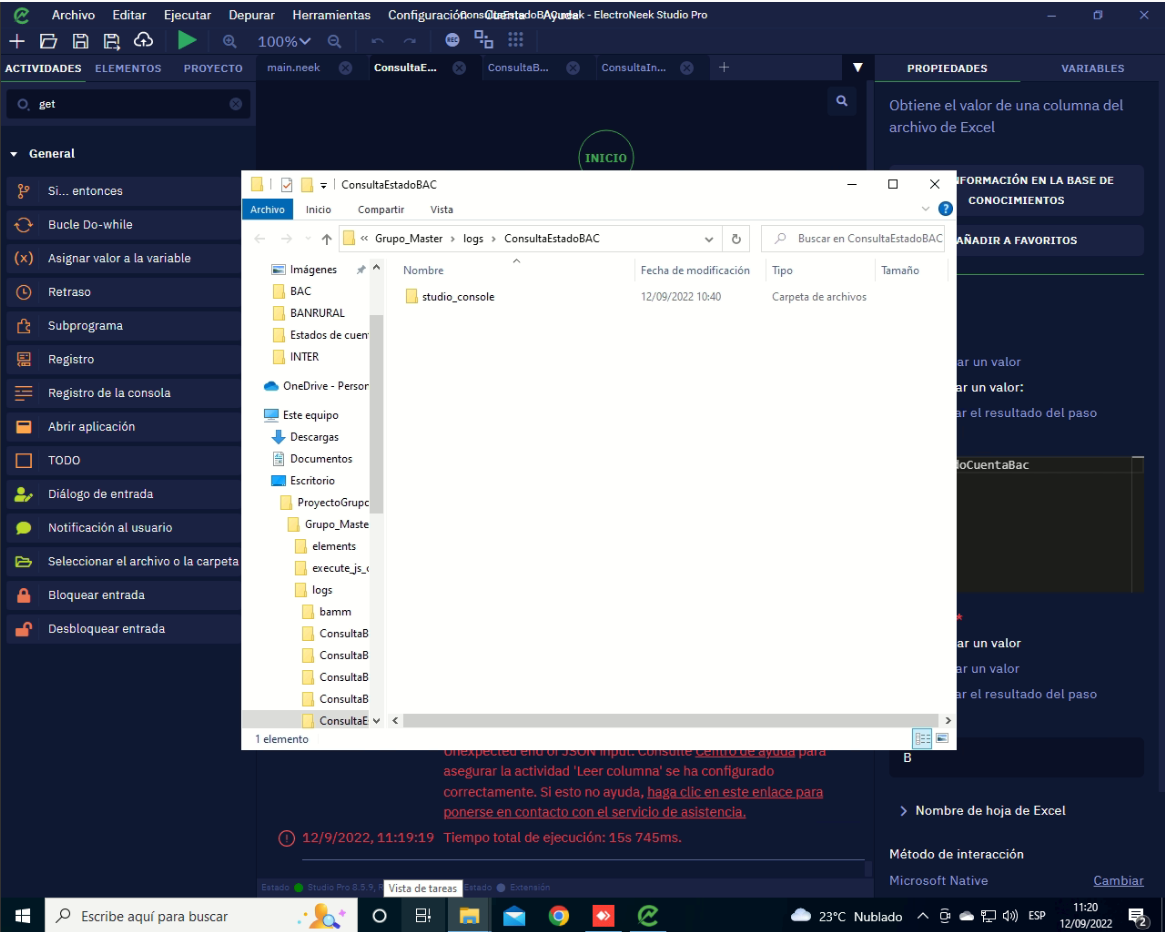 Archivo Editar Ejecutar Depurar Herramientas Configuración Cuenta Ayuda - ElectroNeek Studio Pro
100%
ACTIVIDADES ELEMENTOS PROYECTO
main.neek ConsultaE... ConsultaB... ConsultaIn... +
PROPIEDADES VARIABLES
get
General
Si... entonces
Bucle Do-while
Asignar valor a la variable
Retraso
Subprograma
Registro
Registro de la consola
Abrir aplicación
TODO
Diálogo de entrada
Notificación al usuario
Seleccionar el archivo o la carpeta
Bloquear entrada
Desbloquear entrada
INICIO
ConsultaEstadoBAC
Archivo Inicio Compartir Vista
« Grupo_Master › logs › ConsultaEstadoBAC
Buscar en ConsultaEstadoBAC
Nombre Fecha de modificación Tipo Tamaño
studio_console 12/09/2022 10:40 Carpeta de archivos
Imágenes
BAC
BANRURAL
Estados de cuen
INTER
OneDrive - Person
Este equipo
Descargas
Documentos
Escritorio
ProyectoGrupo
Grupo_Maste
elements
execute_js_c
logs
bamm
ConsultaB
ConsultaB
ConsultaB
ConsultaB
ConsultaE
1 elemento
unexpected end of JSON input. Consulte Centro de ayuda para
asegurar la actividad 'Leer columna' se ha configurado
correctamente. Si esto no ayuda, haga clic en este enlace para
ponerse en contacto con el servicio de asistencia.
12/9/2022, 11:19:19 Tiempo total de ejecución: 15s 745ms.
Estado Studio Pro 8.5.9, Estado Extensión
Vista de tareas
Obtiene el valor de una columna del
archivo de Excel
NFORMACIÓN EN LA BASE DE
CONOCIMIENTOS
AÑADIR A FAVORITOS
ar un valor
ar un valor:
ar el resultado del paso
doCuentaBac
*
ar un valor
ar un valor
ar el resultado del paso
B
Nombre de hoja de Excel
Método de interacción
Microsoft Native Cambiar
Escribe aquí para buscar
23°C Nublado ESP
11:20
12/09/2022
2